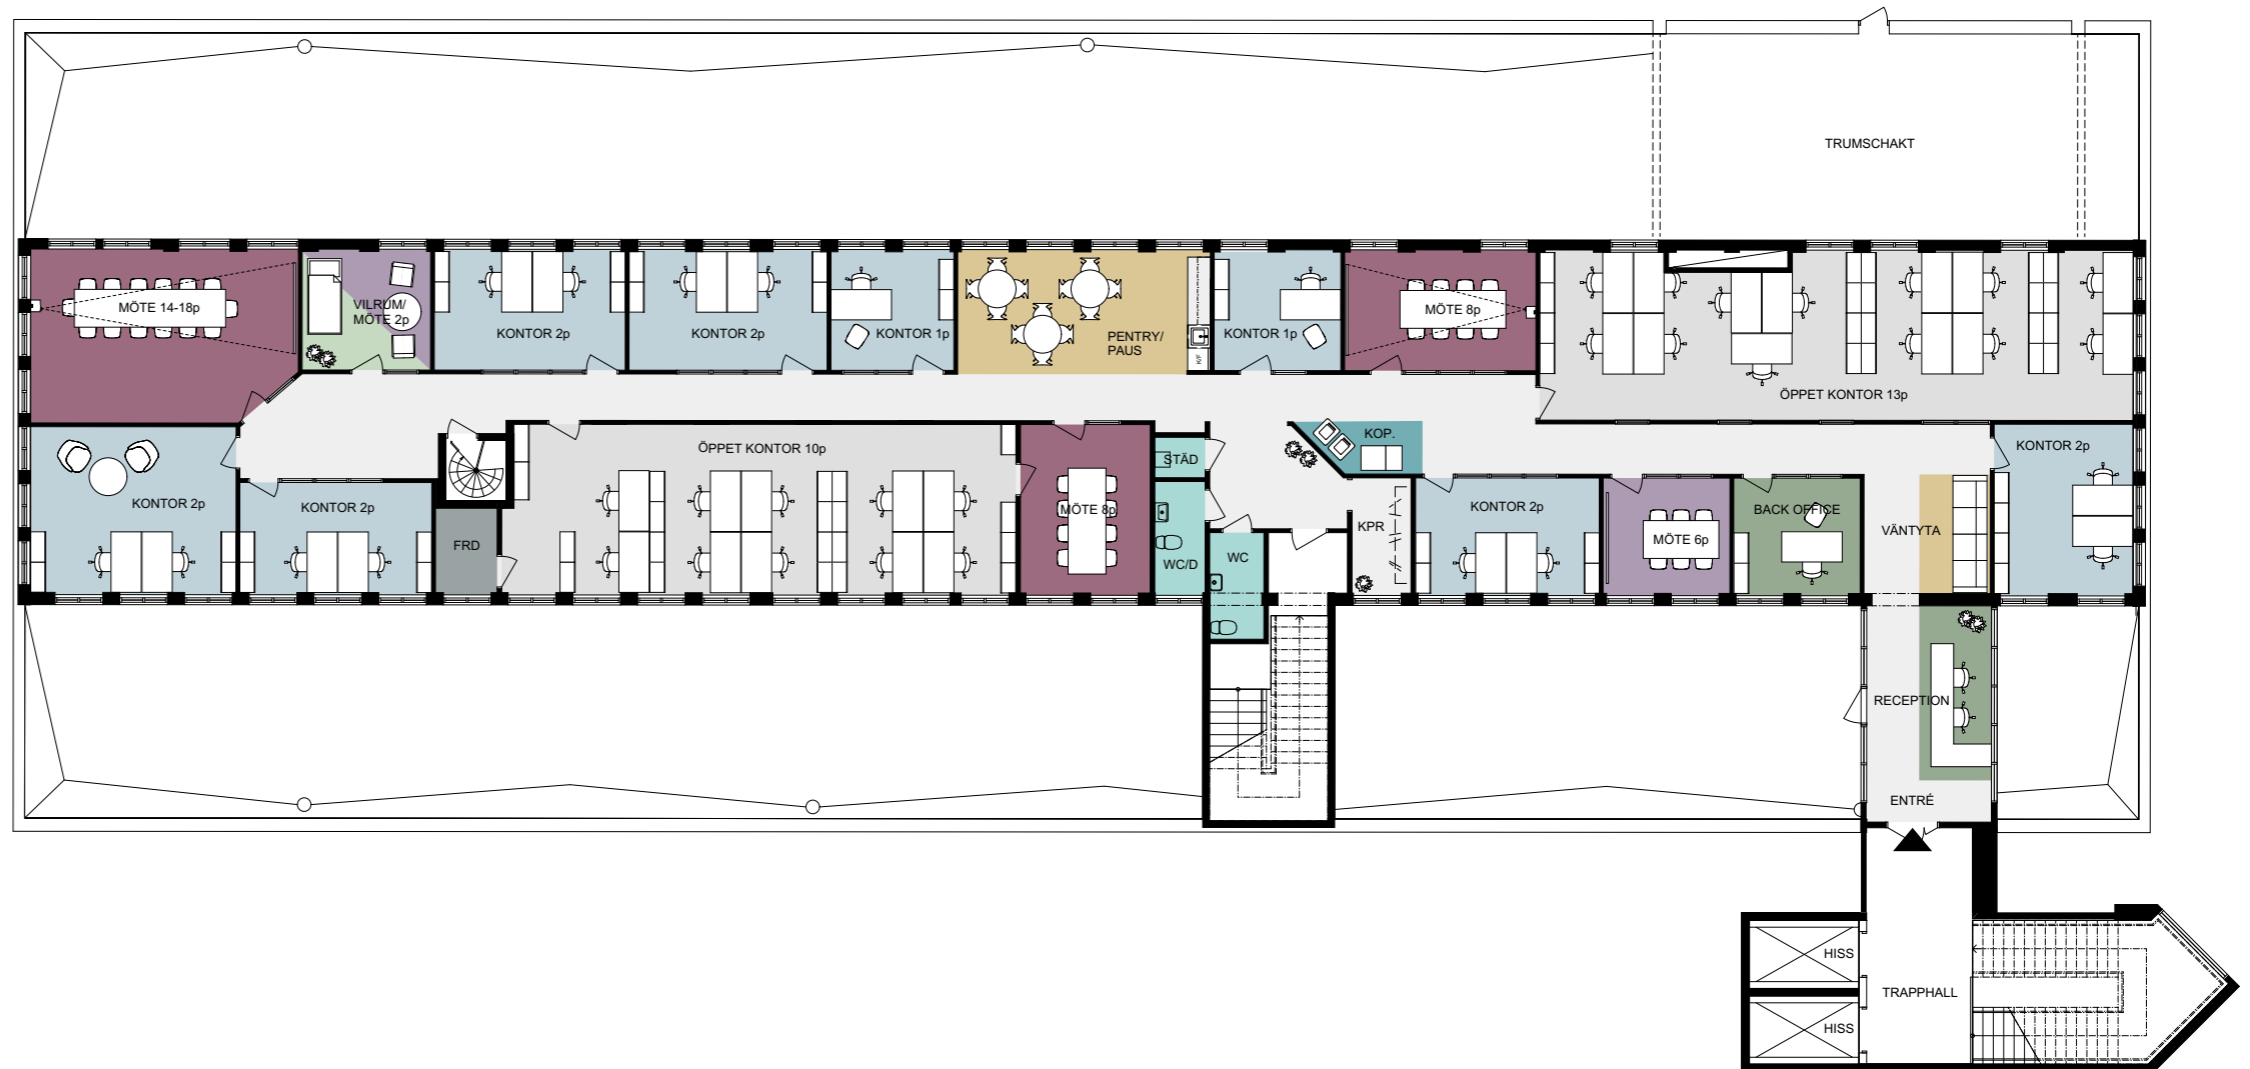 TRUMSCHAKT
MÖTE 14-18p
VILRUM/
MÖTE 2p
KONTOR 2p
KONTOR 2p
KONTOR 1p
PENTRY/
PAUS
K/F
KONTOR 1p
MÖTE 8p
ÖPPET KONTOR 13p
KONTOR 2p
KONTOR 2p
FRD
ÖPPET KONTOR 10p
MÖTE 8p
STÄD
WC/D
WC
KOP.
KPR
KONTOR 2p
MÖTE 6p
BACK OFFICE
VÄNTYTA
KONTOR 2p
RECEPTION
ENTRÉ
HISS
TRAPPHALL
HISS